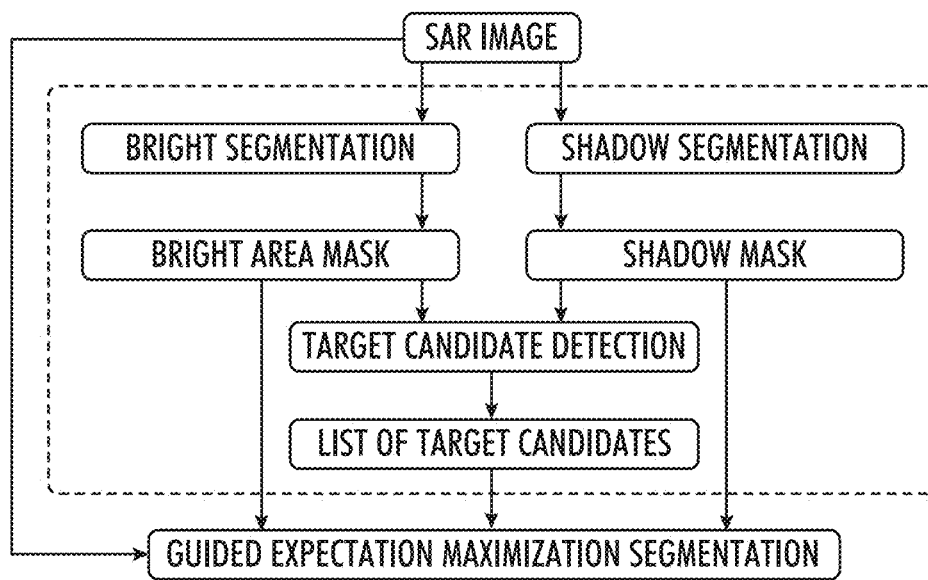 SAR IMAGE
BRIGHT SEGMENTATION
SHADOW SEGMENTATION
BRIGHT AREA MASK
SHADOW MASK
TARGET CANDIDATE DETECTION
LIST OF TARGET CANDIDATES
GUIDED EXPECTATION MAXIMIZATION SEGMENTATION